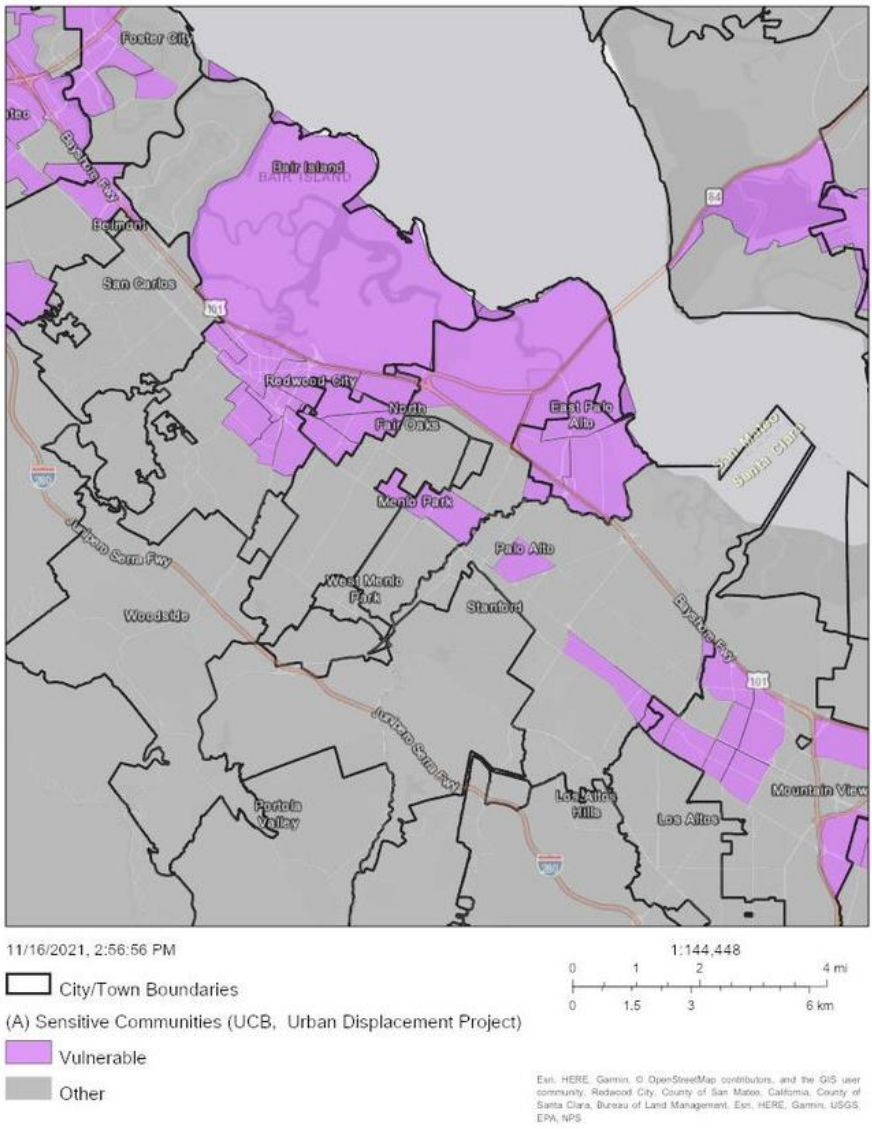 Foster City
ateo
Bayshore Fwy
Bair Island
BAIR ISLAND
84
Belmont
San Carlos
101
Redwood City
North
Fair Oaks
East Palo
Alto
San Mateo
Santa Clara
280
Menlo Park
Junipero Serra Fwy
Palo Alto
West Menlo
Park
Stanford
Woodside
Bayshore Fwy
101
Junipero Serra Fwy
Portola
Valley
Los Altos
Hills
Los Altos
Mountain View
280
11/16/2021, 2:56:56 PM
1:144,448
0 1 2 4 mi
0 1.5 3 6 km
City/Town Boundaries
(A) Sensitive Communities (UCB, Urban Displacement Project)
Vulnerable
Other
Esri, HERE, Garmin, © OpenStreetMap contributors, and the GIS user
community, Redwood City, County of San Mateo, California, County of
Santa Clara, Bureau of Land Management, Esri, HERE, Garmin, USGS,
EPA, NPS